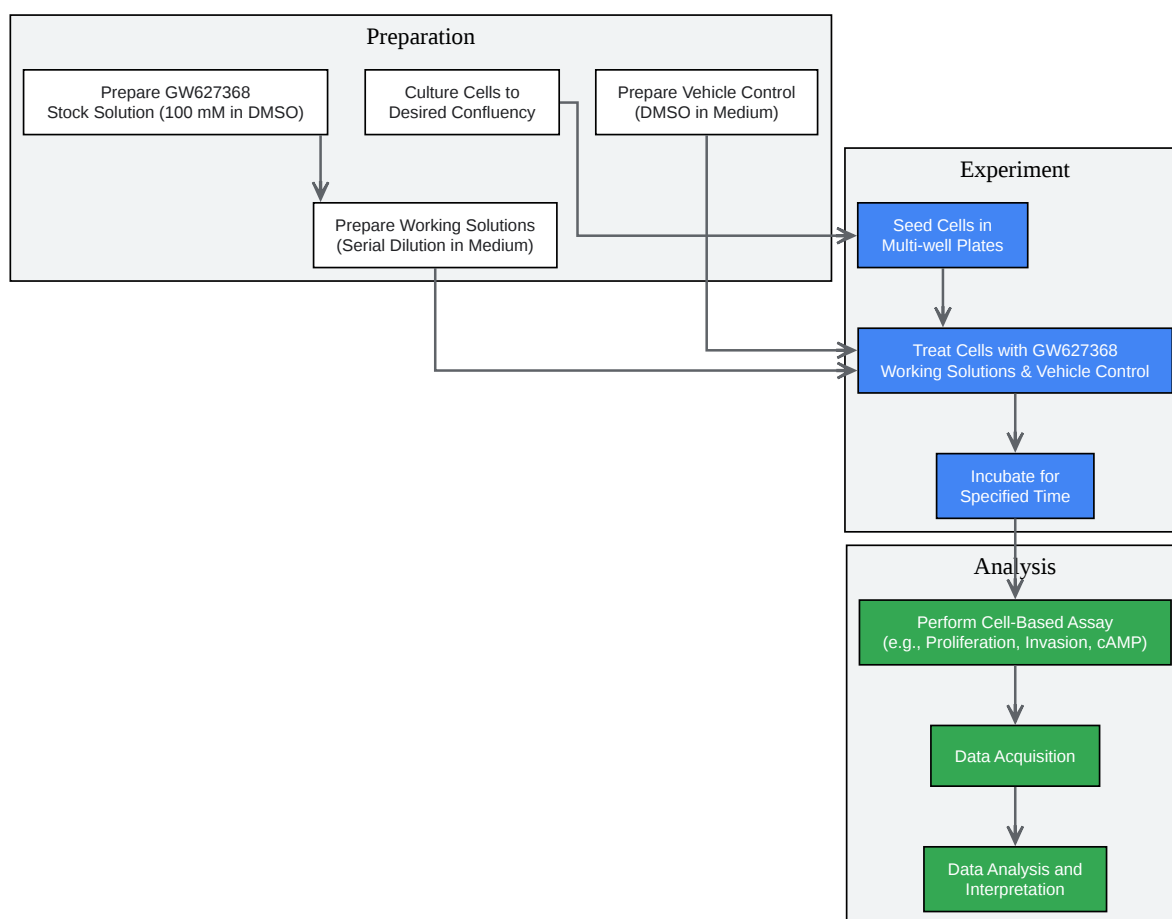 Preparation
Prepare GW627368
Stock Solution (100 mM in DMSO)
Culture Cells to
Desired Confluency
Prepare Vehicle Control
(DMSO in Medium)
Prepare Working Solutions
(Serial Dilution in Medium)
Experiment
Seed Cells in
Multi-well Plates
Treat Cells with GW627368
Working Solutions & Vehicle Control
Incubate for
Specified Time
Analysis
Perform Cell-Based Assay
(e.g., Proliferation, Invasion, cAMP)
Data Acquisition
Data Analysis and
Interpretation